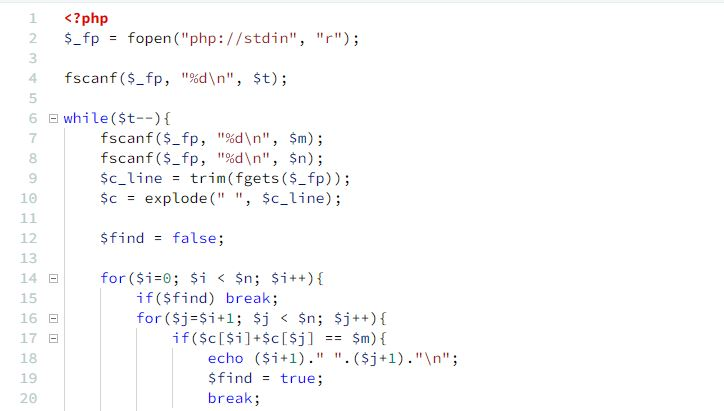 1 <?php
2 $_fp = fopen("php://stdin", "r");
3
4 fscanf($_fp, "%d\n", $t);
5
6 while($t--){
7 fscanf($_fp, "%d\n", $m);
8 fscanf($_fp, "%d\n", $n);
9 $c_line = trim(fgets($_fp));
10 $c = explode(" ", $c_line);
11
12 $find = false;
13
14 for($i=0; $i < $n; $i++){
15 if($find) break;
16 for($j=$i+1; $j < $n; $j++){
17 if($c[$i]+$c[$j] == $m){
18 echo ($i+1)." ".($j+1)."\n";
19 $find = true;
20 break;